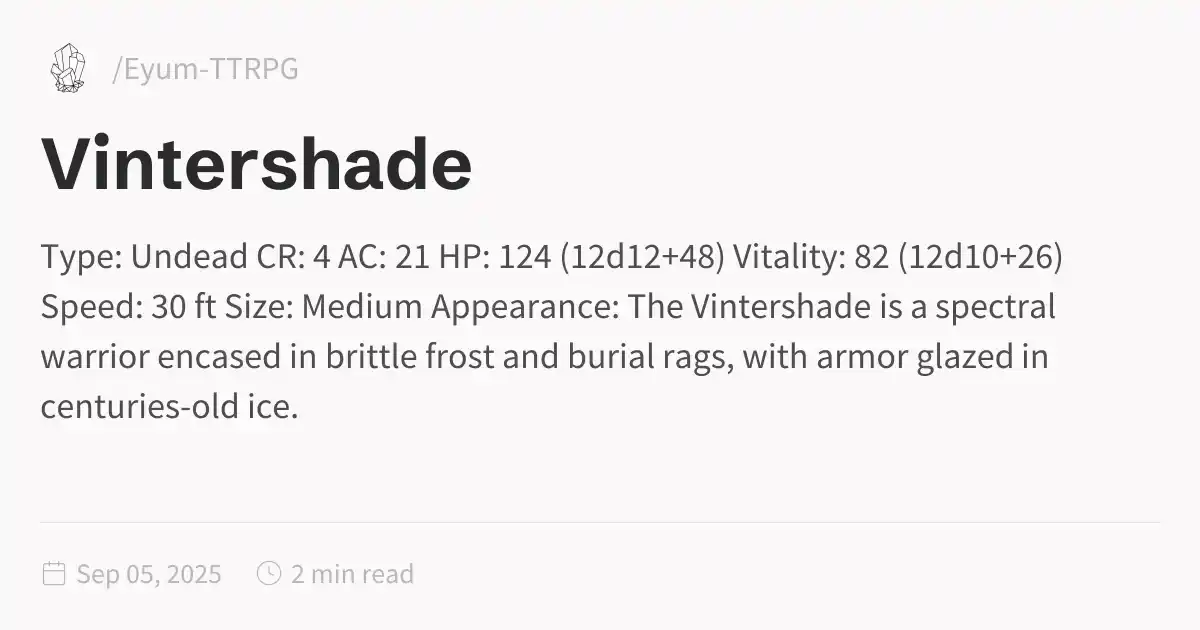 /Eyum-TTRPG
Vintershade
Type: Undead CR: 4 AC: 21 HP: 124 (12d12+48) Vitality: 82 (12d10+26)
Speed: 30 ft Size: Medium Appearance: The Vintershade is a spectral
warrior encased in brittle frost and burial rags, with armor glazed in
centuries-old ice.
Sep 05, 2025 2 min read